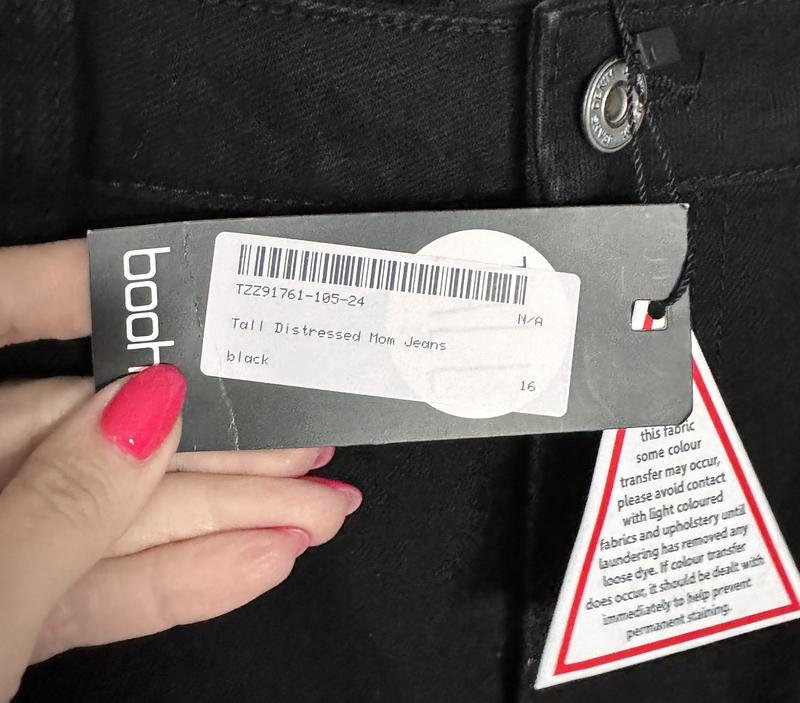 booh
TZZ91761-105-24
N/A
Tall Distressed Mom Jeans
black
16
this fabric
some colour
transfer may occur,
please avoid contact
with light coloured
fabrics and upholstery until
laundering has removed any
loose dye. If colour transfer
does occur, it should be dealt with
immediately to help prevent
permanent staining.